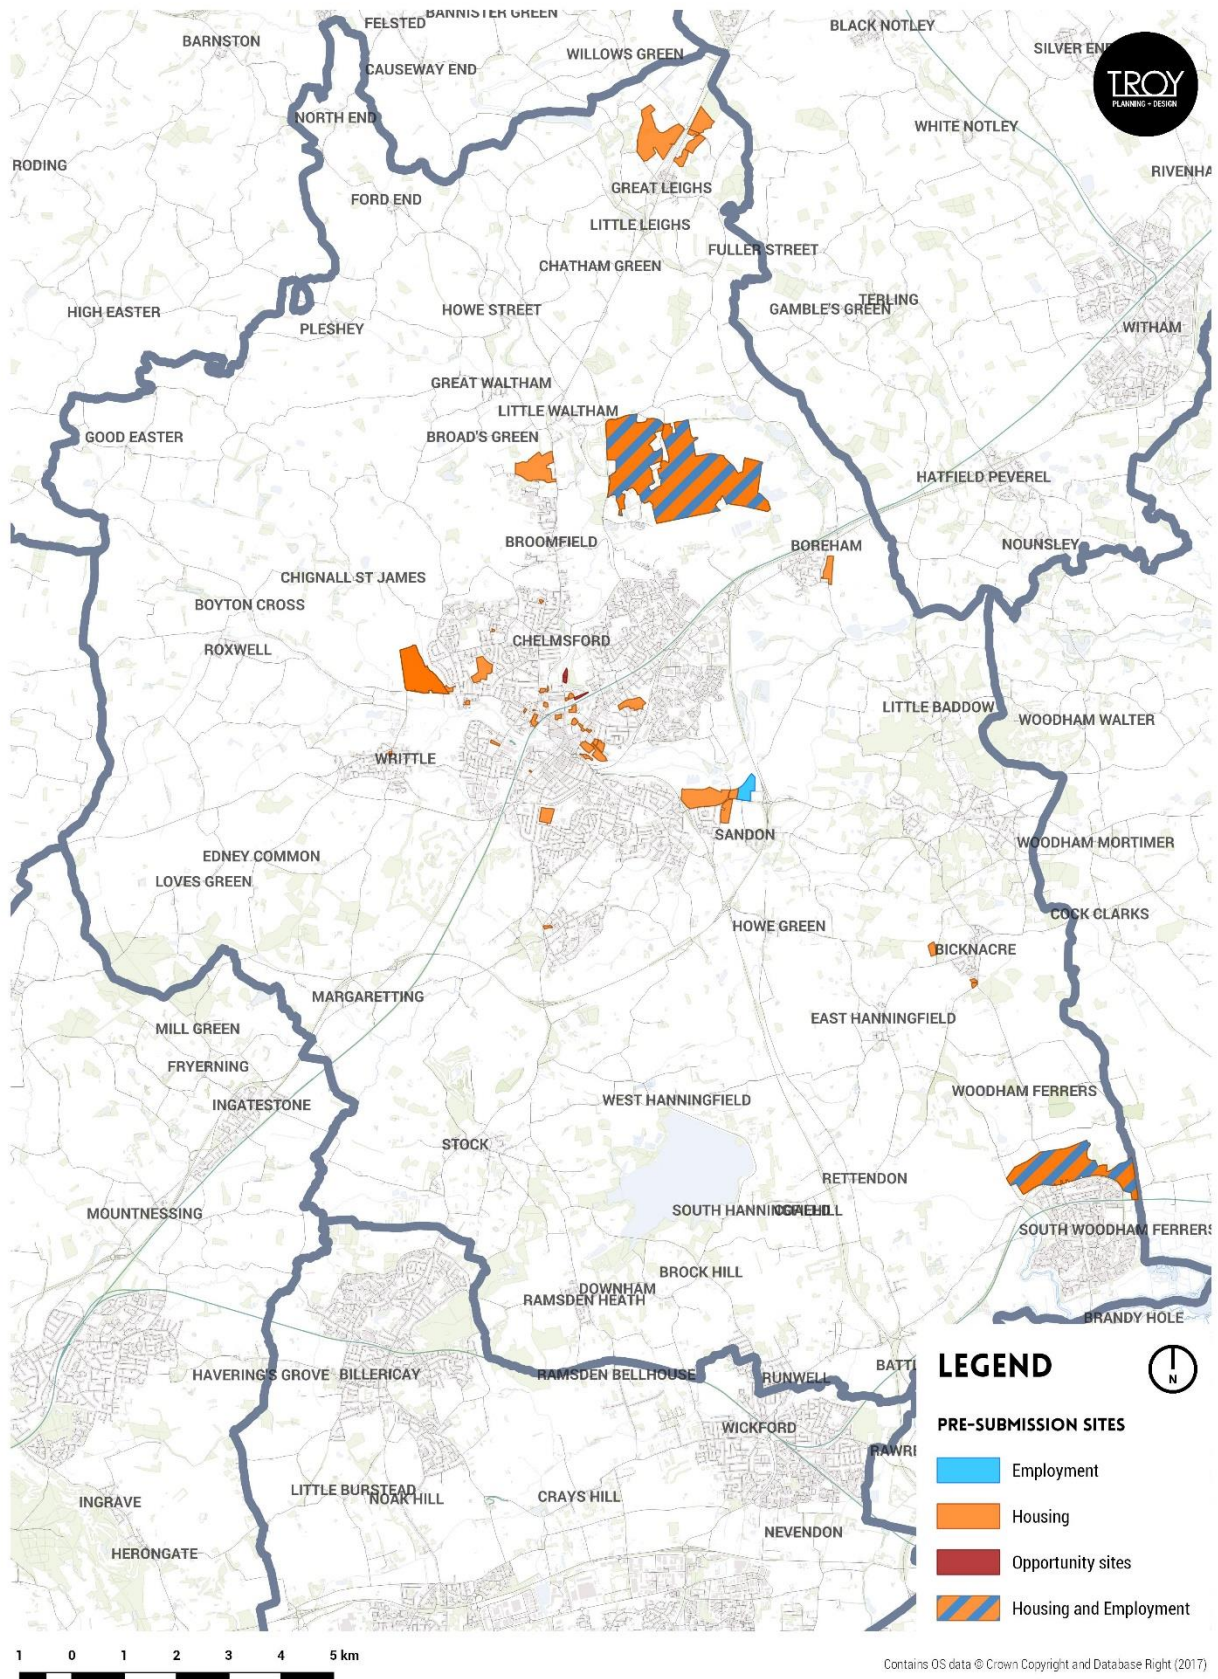 BANNISTER GREEN
FELSTED
BLACK NOTLEY
BARNSTON
SILVER EN
WILLOWS GREEN
CAUSEWAY END
TROY
PLANNING + DESIGN
NORTH END
WHITE NOTLEY
RODING
RIVENHA
GREAT LEIGHS
FORD END
LITTLE LEIGHS
FULLER STREET
CHATHAM GREEN
TERLING
HIGH EASTER
HOWE STREET
GAMBLE'S GREEN
PLESHEY
WITHAM
GREAT WALTHAM
LITTLE WALTHAM
GOOD EASTER
BROAD'S GREEN
HATFIELD PEVEREL
BROOMFIELD
BOREHAM
NOUNSLEY
CHIGNALL ST JAMES
BOYTON CROSS
CHELMSFORD
ROXWELL
LITTLE BADDOW
WOODHAM WALTER
WRITTLE
SANDON
WOODHAM MORTIMER
EDNEY COMMON
LOVES GREEN
COCK CLARKS
HOWE GREEN
BICKNACRE
MARGARETTING
EAST HANNINGFIELD
MILL GREEN
FRYERNING
WOODHAM FERRERS
WEST HANNINGFIELD
INGATESTONE
STOCK
RETTENDON
MOUNTNESSING
SOUTH HANNINGFIELD
SOUTH WOODHAM FERRERS
BROCK HILL
DOWNHAM
RAMSDEN HEATH
BRANDY HOLE
HAVERING'S GROVE
BILLERICAY
RAMSDEN BELLHOUSE
RUNWELL
BATTL
WICKFORD
RAWRE
LITTLE BURSTEAD
NOAK HILL
CRAYS HILL
INGRAVE
NEVENDON
HERONGATE
LEGEND
N
PRE-SUBMISSION SITES
Employment
Housing
Opportunity sites
Housing and Employment
1 0 1 2 3 4 5 km
Contains OS data © Crown Copyright and Database Right (2017)